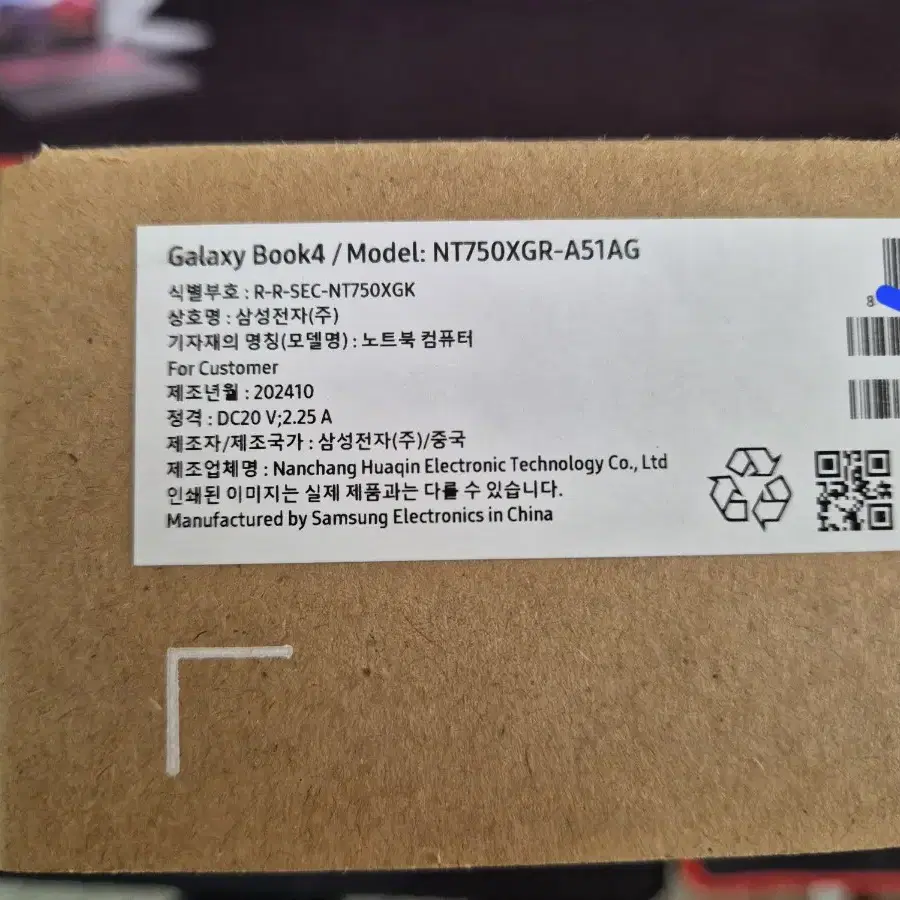 Galaxy Book4 / Model: NT750XGR-A51AG
식별부호 : R-R-SEC-NT750XGK
상호명 : 삼성전자(주)
기자재의 명칭(모델명) : 노트북 컴퓨터
For Customer
제조년월 : 202410
정격 : DC20 V;2.25 A
제조자/제조국가 : 삼성전자(주)/중국
제조업체명 : Nanchang Huaqin Electronic Technology Co., Ltd
인쇄된 이미지는 실제 제품과는 다를 수 있습니다.
Manufactured by Samsung Electronics in China
8